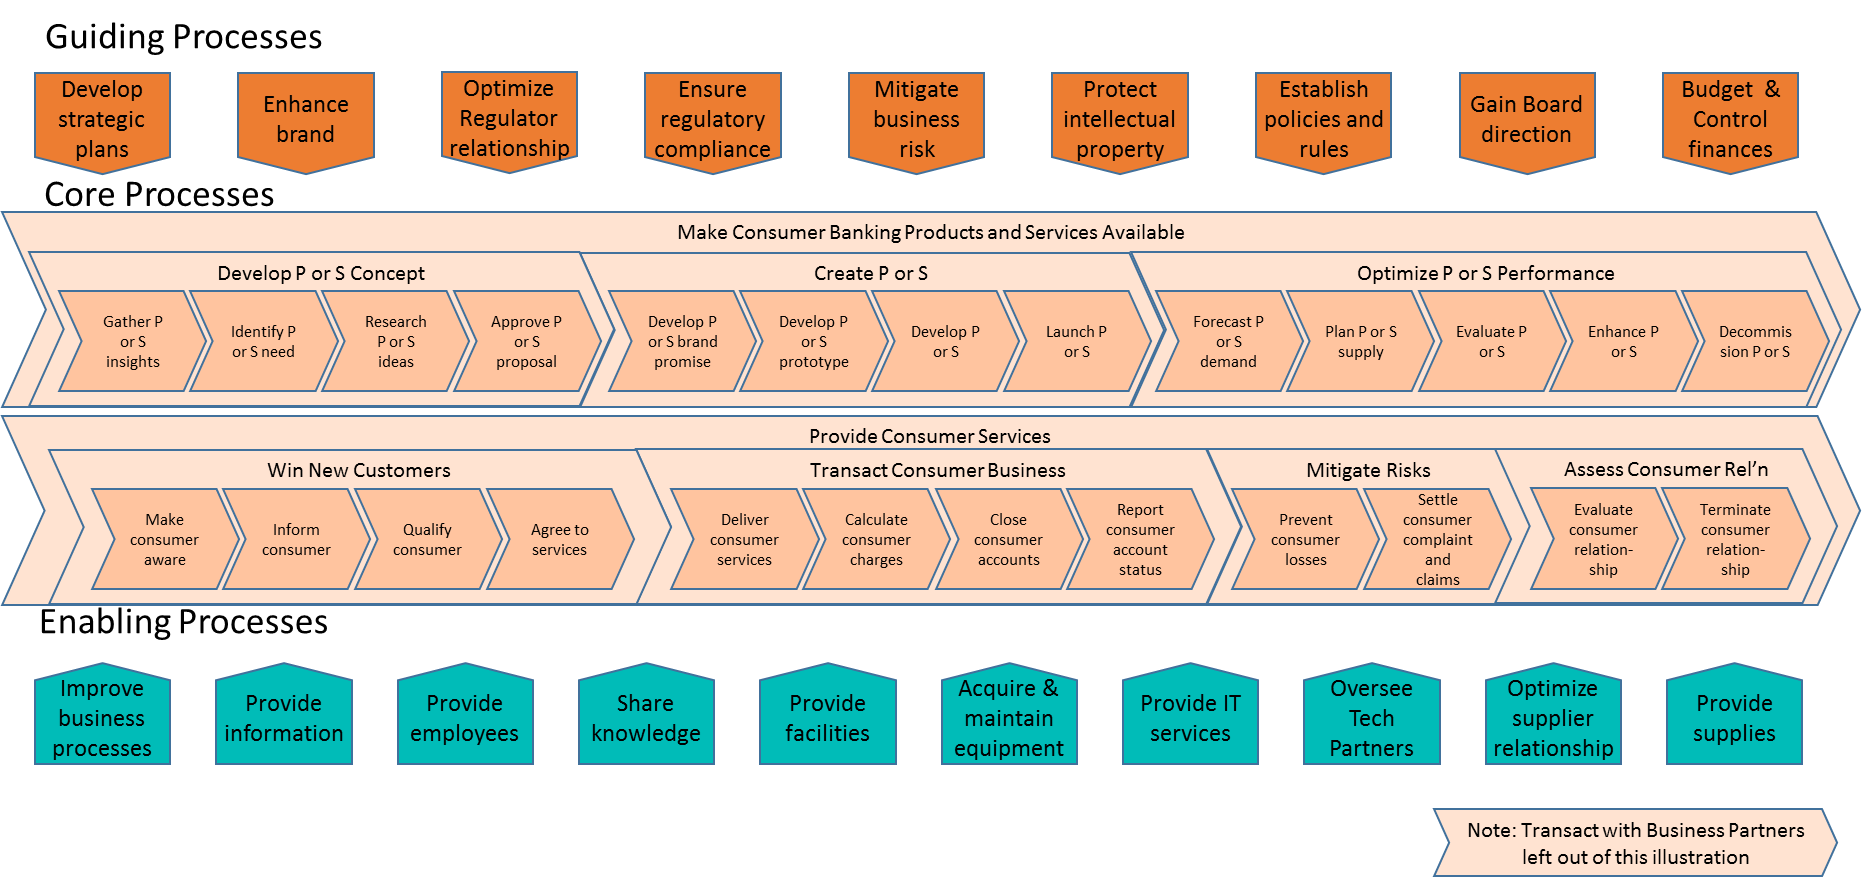 Guiding Processes
Develop
strategic
plans
Enhance
brand
Optimize
Regulator
relationship
Ensure
regulatory
compliance
Mitigate
business
risk
Protect
intellectual
property
Establish
policies and
rules
Gain Board
direction
Budget &
Control
finances
Core Processes
Make Consumer Banking Products and Services Available
Develop P or S Concept
Gather P
or S
insights
Identify P
or S need
Research
P or S
ideas
Approve P
or S
proposal
Create P or S
Develop P
or S brand
promise
Develop P
or S
prototype
Develop P
or S
Launch P
or S
Optimize P or S Performance
Forecast P
or S
demand
Plan P or S
supply
Evaluate P
or S
Enhance P
or S
Decommis
sion P or S
Provide Consumer Services
Win New Customers
Make
consumer
aware
Inform
consumer
Qualify
consumer
Agree to
services
Transact Consumer Business
Deliver
consumer
services
Calculate
consumer
charges
Close
consumer
accounts
Report
consumer
account
status
Mitigate Risks
Prevent
consumer
losses
Settle
consumer
complaint
and
claims
Assess Consumer Rel’n
Evaluate
consumer
relation-
ship
Terminate
consumer
relation-
ship
Enabling Processes
Improve
business
processes
Provide
information
Provide
employees
Share
knowledge
Provide
facilities
Acquire &
maintain
equipment
Provide IT
services
Oversee
Tech
Partners
Optimize
supplier
relationship
Provide
supplies
Note: Transact with Business Partners
left out of this illustration